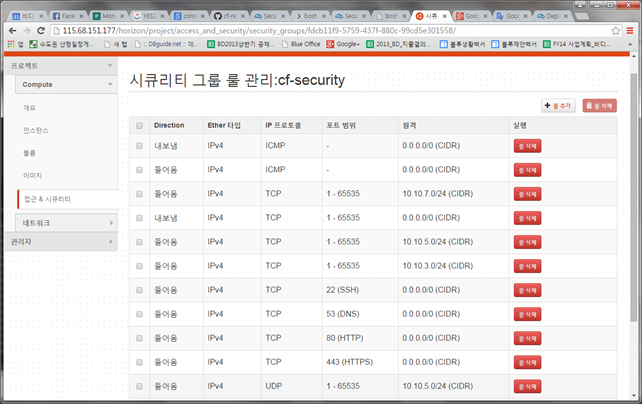 비디
Face
Mon
YES2
con
cf-re
Secu
bosh
Secu
Bosh
시큐
Goo
Goo
Depl
115.68.151.177/horizon/project/access_and_security/security_groups/fdcb11f9-5759-437f-880c-99cd5e301558/
앱
수도권 산정일정계
새 탭
D8guide.net :: 더
BD2013상반기 공제
Google+
2013_BD_지출결의
Blue Office
Google+
블루생활백서
블루제안백서
FY14 사업계획_비디
프로젝트
Compute
개요
인스턴스
볼륨
이미지
접근 & 시큐리티
네트워크
관리자
시큐리티 그룹 룰 관리:cf-security
+ 룰 추가 룰 삭제
Direction Ether 타입 IP 프로토콜 포트 범위 원격 실행
내보냄 IPv4 ICMP - 0.0.0.0/0 (CIDR) 룰 삭제
들어옴 IPv4 ICMP - 0.0.0.0/0 (CIDR) 룰 삭제
들어옴 IPv4 TCP 1 - 65535 10.10.7.0/24 (CIDR) 룰 삭제
내보냄 IPv4 TCP 1 - 65535 0.0.0.0/0 (CIDR) 룰 삭제
들어옴 IPv4 TCP 1 - 65535 10.10.5.0/24 (CIDR) 룰 삭제
들어옴 IPv4 TCP 1 - 65535 10.10.3.0/24 (CIDR) 룰 삭제
들어옴 IPv4 TCP 22 (SSH) 0.0.0.0/0 (CIDR) 룰 삭제
들어옴 IPv4 TCP 53 (DNS) 0.0.0.0/0 (CIDR) 룰 삭제
들어옴 IPv4 TCP 80 (HTTP) 0.0.0.0/0 (CIDR) 룰 삭제
들어옴 IPv4 TCP 443 (HTTPS) 0.0.0.0/0 (CIDR) 룰 삭제
들어옴 IPv4 UDP 1 - 65535 10.10.5.0/24 (CIDR) 룰 삭제